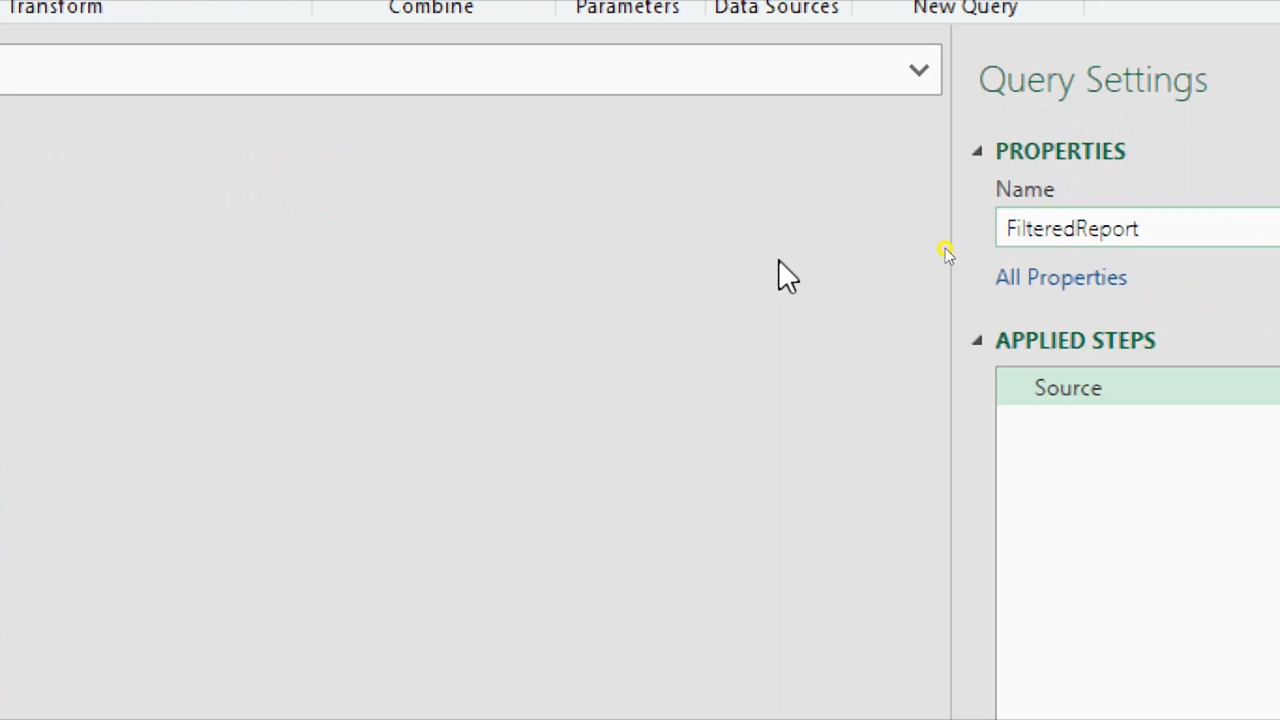 Transform
Combine
Parameters
Data Sources
New Query
Query Settings
PROPERTIES
Name
FilteredReport
All Properties
APPLIED STEPS
Source